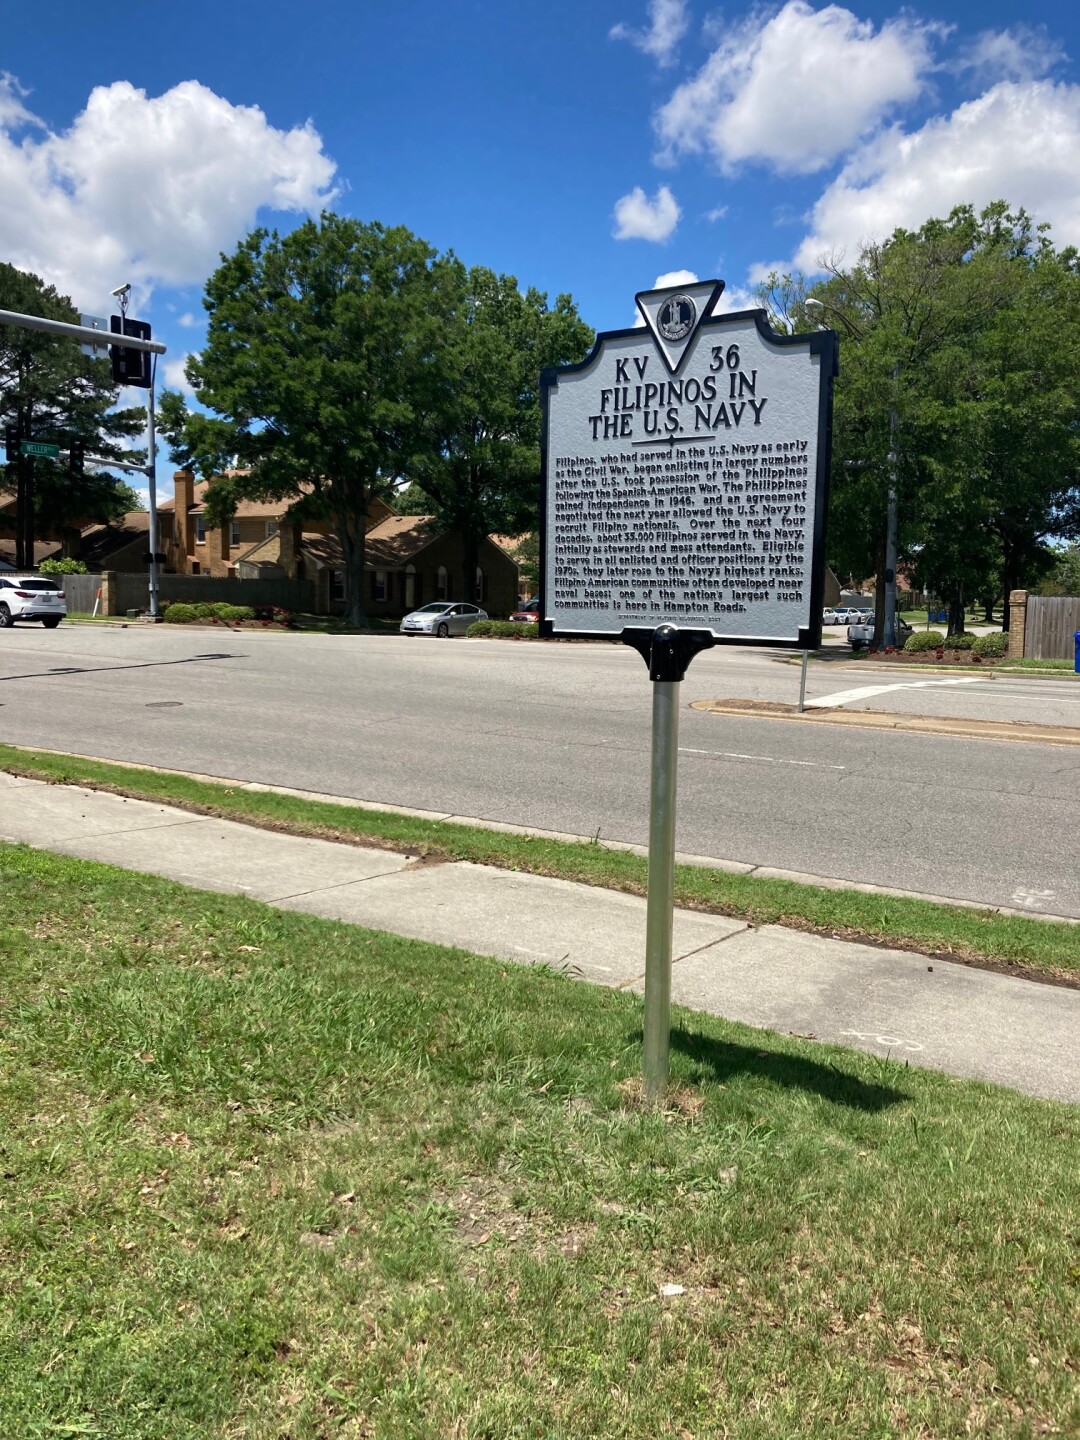 KV 36
FILIPINOS IN
THE U.S. NAVY
Filipinos, who had served in the U.S. Navy as early
as the Civil War, began enlisting in larger numbers
after the U.S. took possession of the Philippines
following the Spanish-American War. The Philippines
gained independence in 1946, and an agreement
negotiated the next year allowed the U.S. Navy to
recruit Filipino nationals. Over the next four
decades, about 35,000 Filipinos served in the Navy,
initially as stewards and mess attendants. Eligible
to serve in all enlisted and officer positions by the
1970s, they later rose to the Navy's highest ranks.
Filipino American communities often developed near
naval bases; one of the nation's largest such
communities is here in Hampton Roads.
DEPARTMENT OF HISTORIC RESOURCES, 2021